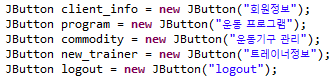 JButton client_info = new JButton("회원정보");
JButton program = new JButton("운동 프로그램");
JButton commodity = new JButton("운동기구 관리");
JButton new_trainer = new JButton("트레이너정보");
JButton logout = new JButton("logout");